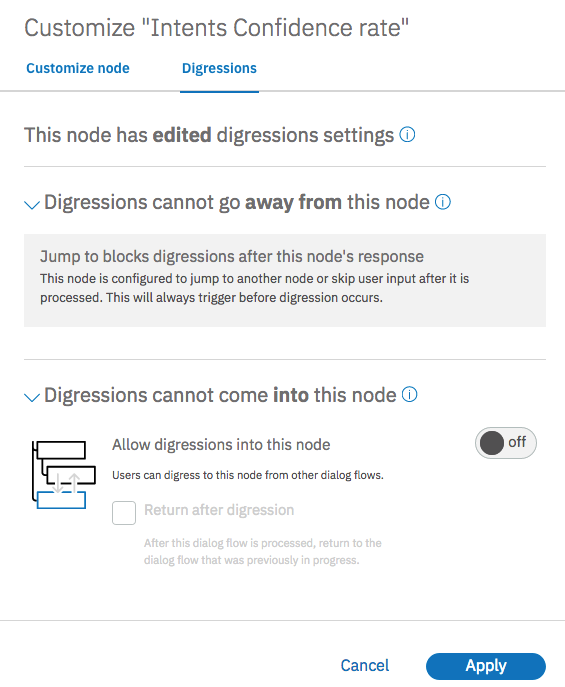 Customize "Intents Confidence rate"
Customize node
Digressions
This node has edited digressions settings
Digressions cannot go away from this node
Jump to blocks digressions after this node's response
This node is configured to jump to another node or skip user input after it is
processed. This will always trigger before digression occurs.
Digressions cannot come into this node
Allow digressions into this node
off
Users can digress to this node from other dialog flows.
Return after digression
After this dialog flow is processed, return to the
dialog flow that was previously in progress.
Cancel
Apply